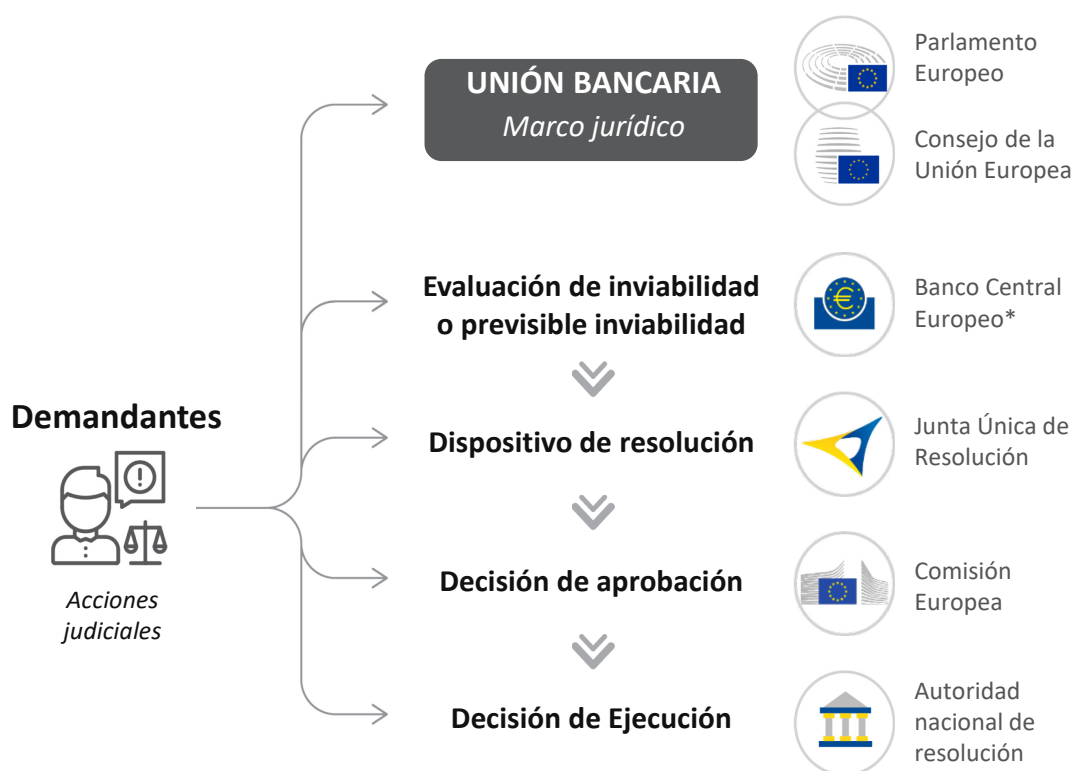 UNIÓN BANCARIA
Marco jurídico
Parlamento
Europeo
Consejo de la
Unión Europea
Evaluación de inviabilidad
o previsible inviabilidad
Banco Central
Europeo*
Demandantes
Acciones
judiciales
Dispositivo de resolución
Junta Única de
Resolución
Decisión de aprobación
Comisión
Europea
Decisión de Ejecución
Autoridad
nacional de
resolución